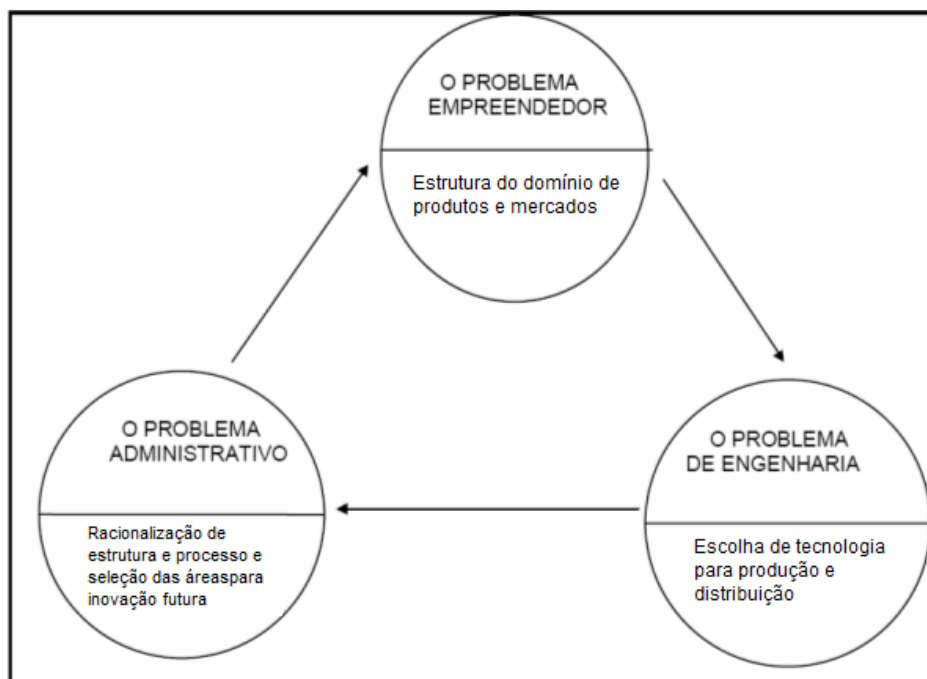 O PROBLEMA
EMPREENDEDOR
Estrutura do domínio de
produtos e mercados
O PROBLEMA
ADMINISTRATIVO
Racionalização de
estrutura e processo e
seleção das áreaspara
inovação futura
O PROBLEMA
DE ENGENHARIA
Escolha de tecnologia
para produção e
distribuição